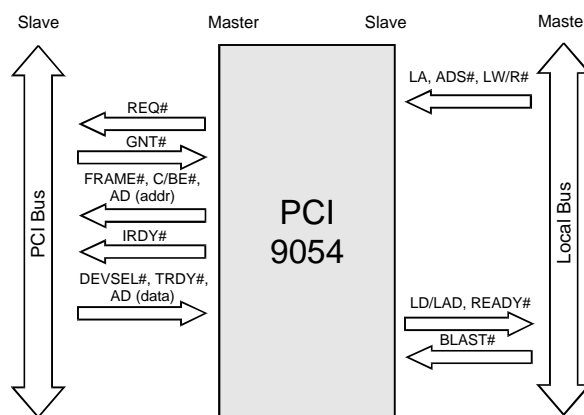 Slave
Master
Slave
Maste
LA, ADS#, LW/R#
REQ#
GNT#
FRAME#, C/BE#,
AD (addr)
IRDY#
DEVSEL#, TRDY#,
AD (data)
PCI Bus
PCI
9054
Local Bus
LD/LAD, READY#
BLAST#